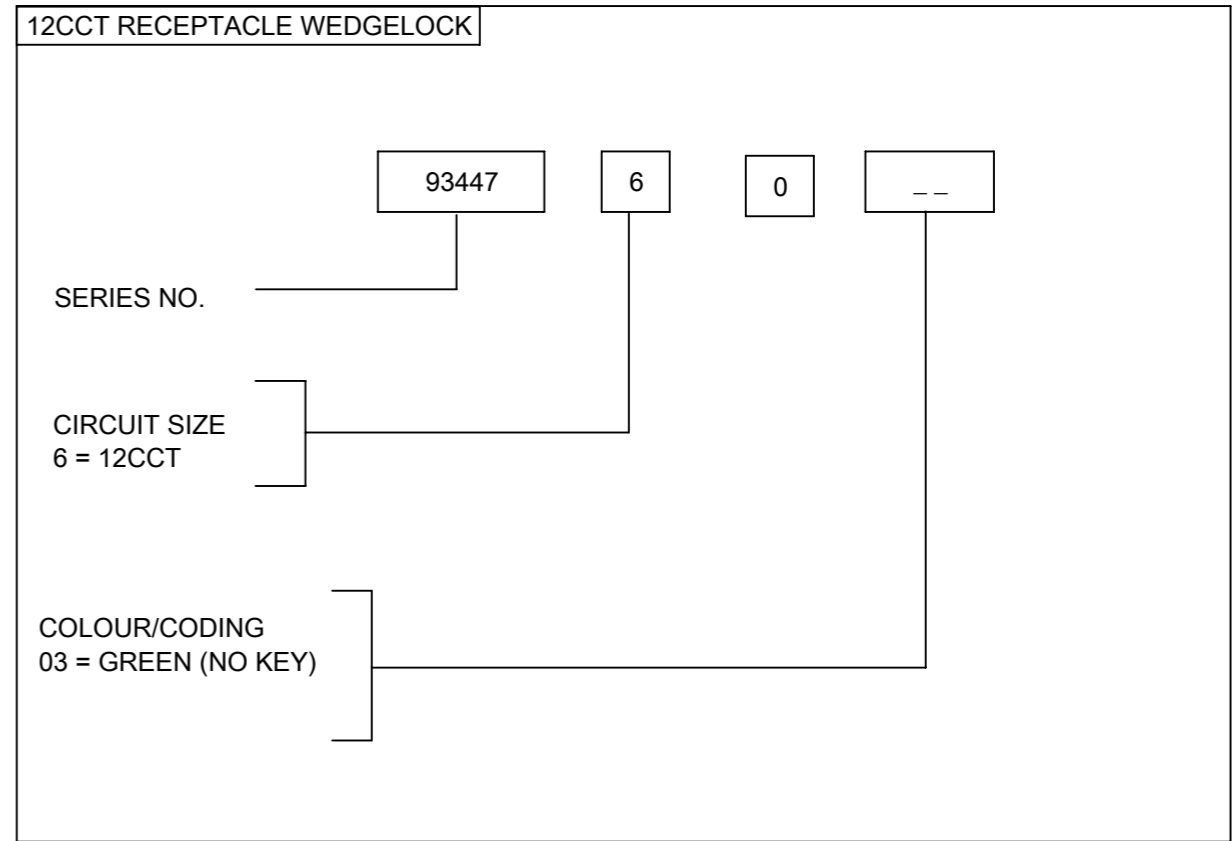 12CCT RECEPTACLE WEDGELOCK
93447 6 0 _ _
SERIES NO.
CIRCUIT SIZE
6 = 12CCT
COLOUR/CODING
03 = GREEN (NO KEY)